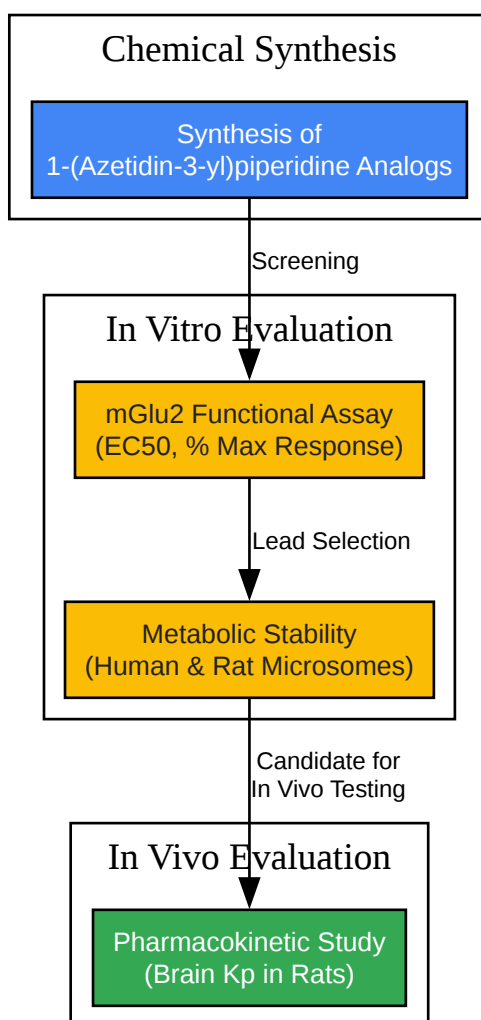 Chemical Synthesis
Synthesis of
1-(Azetidin-3-yl)piperidine Analogs
Screening
In Vitro Evaluation
mGlu2 Functional Assay
(EC50, % Max Response)
Lead Selection
Metabolic Stability
(Human & Rat Microsomes)
Candidate for
In Vivo Testing
In Vivo Evaluation
Pharmacokinetic Study
(Brain Kp in Rats)